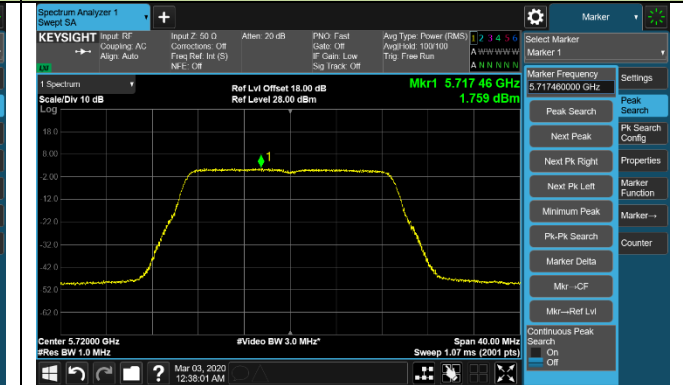 Spectrum Analyzer 1
Swept SA
Marker
KEYSIGHT Input: RF
Coupling: AC
Align: Auto
Input Z: 50 Ω
Corrections: Off
Freq Ref: Int (S)
NFE: Off
Atten: 20 dB
PNO: Fast
Gate: Off
IF Gain: Low
Sig Track: Off
Avg Type: Power (RMS)
Avg|Hold: 100/100
Trig: Free Run
1 2 3 4 5 6
A W W W W W
A N N N N N
Select Marker
Marker 1
1 Spectrum
Scale/Div 10 dB
Log
Ref Lvl Offset 18.00 dB
Ref Level 28.00 dBm
Mkr1 5.717 46 GHz
1.759 dBm
18.0
8.00
-2.00
-12.0
-22.0
-32.0
-42.0
-52.0
-62.0
1
Center 5.72000 GHz
#Res BW 1.0 MHz
#Video BW 3.0 MHz*
Span 40.00 MHz
Sweep 1.07 ms (2001 pts)
Marker Frequency
5.717460000 GHz
Peak Search
Next Peak
Next Pk Right
Next Pk Left
Minimum Peak
Pk-Pk Search
Marker Delta
Mkr→CF
Mkr→Ref Lvl
Continuous Peak
Search
On
Off
Settings
Peak
Search
Pk Search
Config
Properties
Marker
Function
Marker→
Counter
Mar 03, 2020
12:38:01 AM